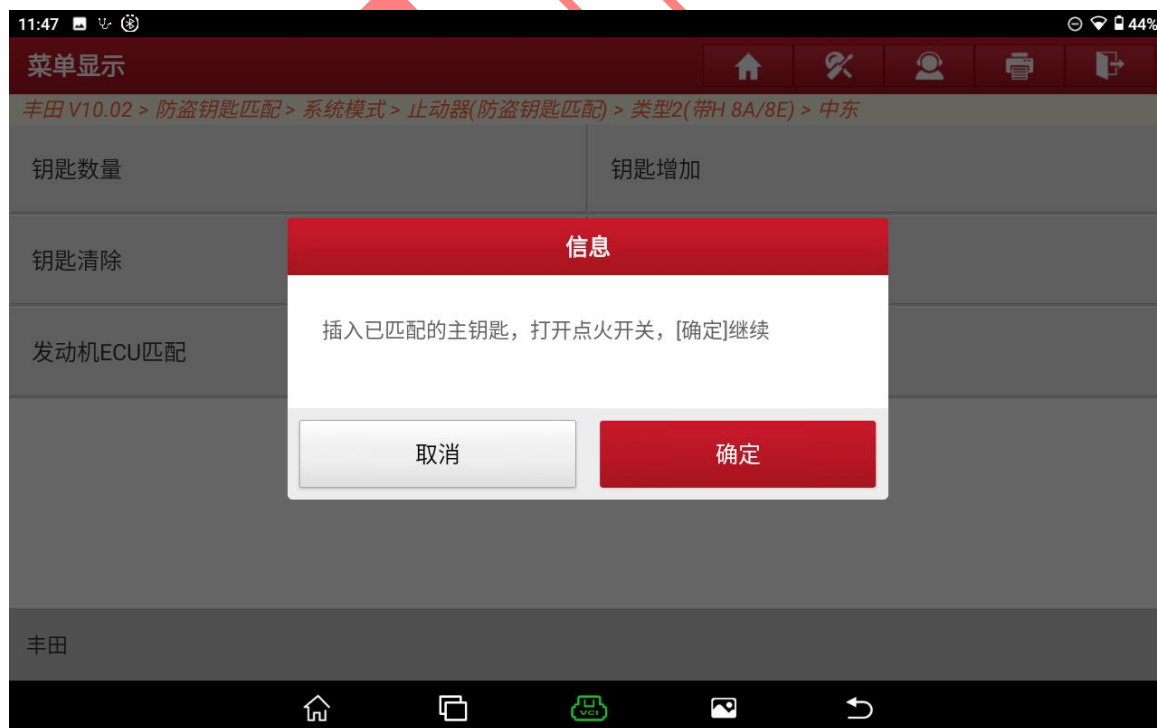 11:47
44%
菜单显示
丰田 V10.02 > 防盗钥匙匹配 > 系统模式 > 止动器(防盗钥匙匹配) > 类型2(带H 8A/8E) > 中东
钥匙数量
钥匙增加
钥匙清除
信息
插入已匹配的主钥匙，打开点火开关，[确定]继续
发动机ECU匹配
取消
确定
丰田
VCI